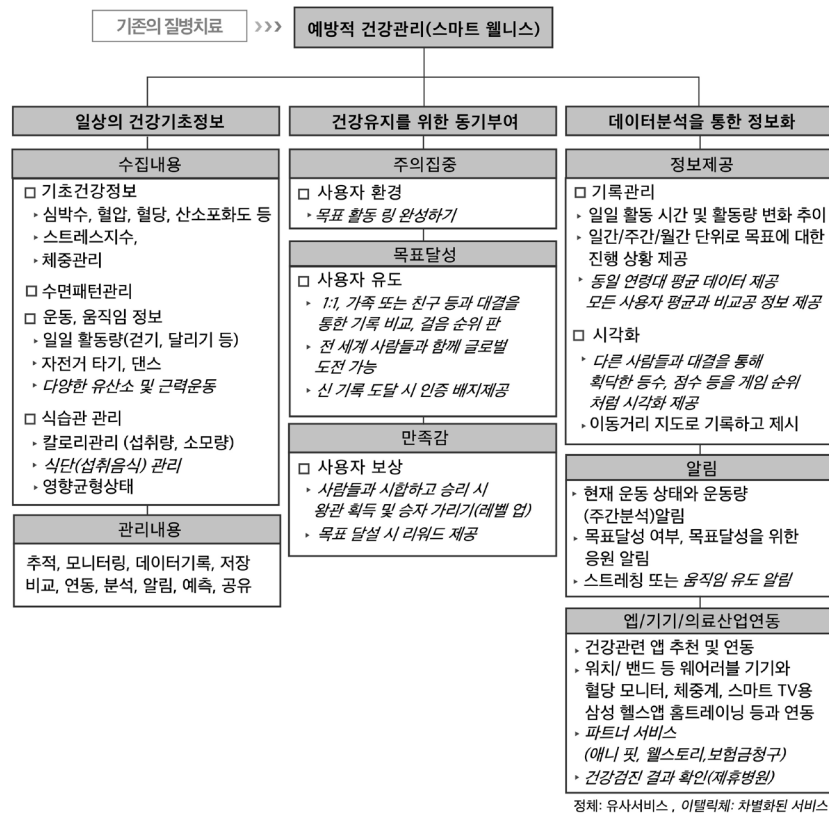 기존의 질병치료 >>> 예방적 건강관리(스마트 웰니스)
일상의 건강기초정보
수집내용
□ 기초건강정보
▸ 심박수, 혈압, 혈당, 산소포화도 등
▸ 스트레스지수,
▸ 체중관리
□ 수면패턴관리
□ 운동, 움직임 정보
▸ 일일 활동량(걷기, 달리기 등)
▸ 자전거 타기, 댄스
▸ 다양한 유산소 및 근력운동
□ 식습관 관리
▸ 칼로리관리 (섭취량, 소모량)
▸ 식단(섭취음식) 관리
▸ 영향균형상태
관리내용
추적, 모니터링, 데이터기록, 저장
비교, 연동, 분석, 알림, 예측, 공유
건강유지를 위한 동기부여
주의집중
□ 사용자 환경
▸ 목표 활동 링 완성하기
목표달성
□ 사용자 유도
▸ 1:1, 가족 또는 친구 등과 대결을
통한 기록 비교, 걸음 순위 판
▸ 전 세계 사람들과 함께 글로벌
도전 가능
▸ 신 기록 도달 시 인증 배지제공
만족감
□ 사용자 보상
▸ 사람들과 시합하고 승리 시
왕관 획득 및 승자 가리기(레벨 업)
▸ 목표 달설 시 리워드 제공
데이터분석을 통한 정보화
정보제공
□ 기록관리
▸ 일일 활동 시간 및 활동량 변화 추이
▸ 일간/주간/월간 단위로 목표에 대한
진행 상황 제공
▸ 동일 연령대 평균 데이터 제공
모든 사용자 평균과 비교공 정보 제공
□ 시각화
▸ 다른 사람들과 대결을 통해
획닥한 등수, 점수 등을 게임 순위
처럼 시각화 제공
▸ 이동거리 지도로 기록하고 제시
알림
▸ 현재 운동 상태와 운동량
(주간분석)알림
▸ 목표달성 여부, 목표달성을 위한
응원 알림
▸ 스트레칭 또는 움직임 유도 알림
엡/기기/의료산업연동
▸ 건강관련 앱 추천 및 연동
▸ 워치/ 밴드 등 웨어러블 기기와
혈당 모니터, 체중계, 스마트 TV용
삼성 헬스앱 홈트레이닝 등과 연동
▸ 파트너 서비스
(애니 핏, 웰스토리,보험금청구)
▸ 건강검진 결과 확인(제휴병원)
정체: 유사서비스 , 이탤릭체: 차별화된 서비스